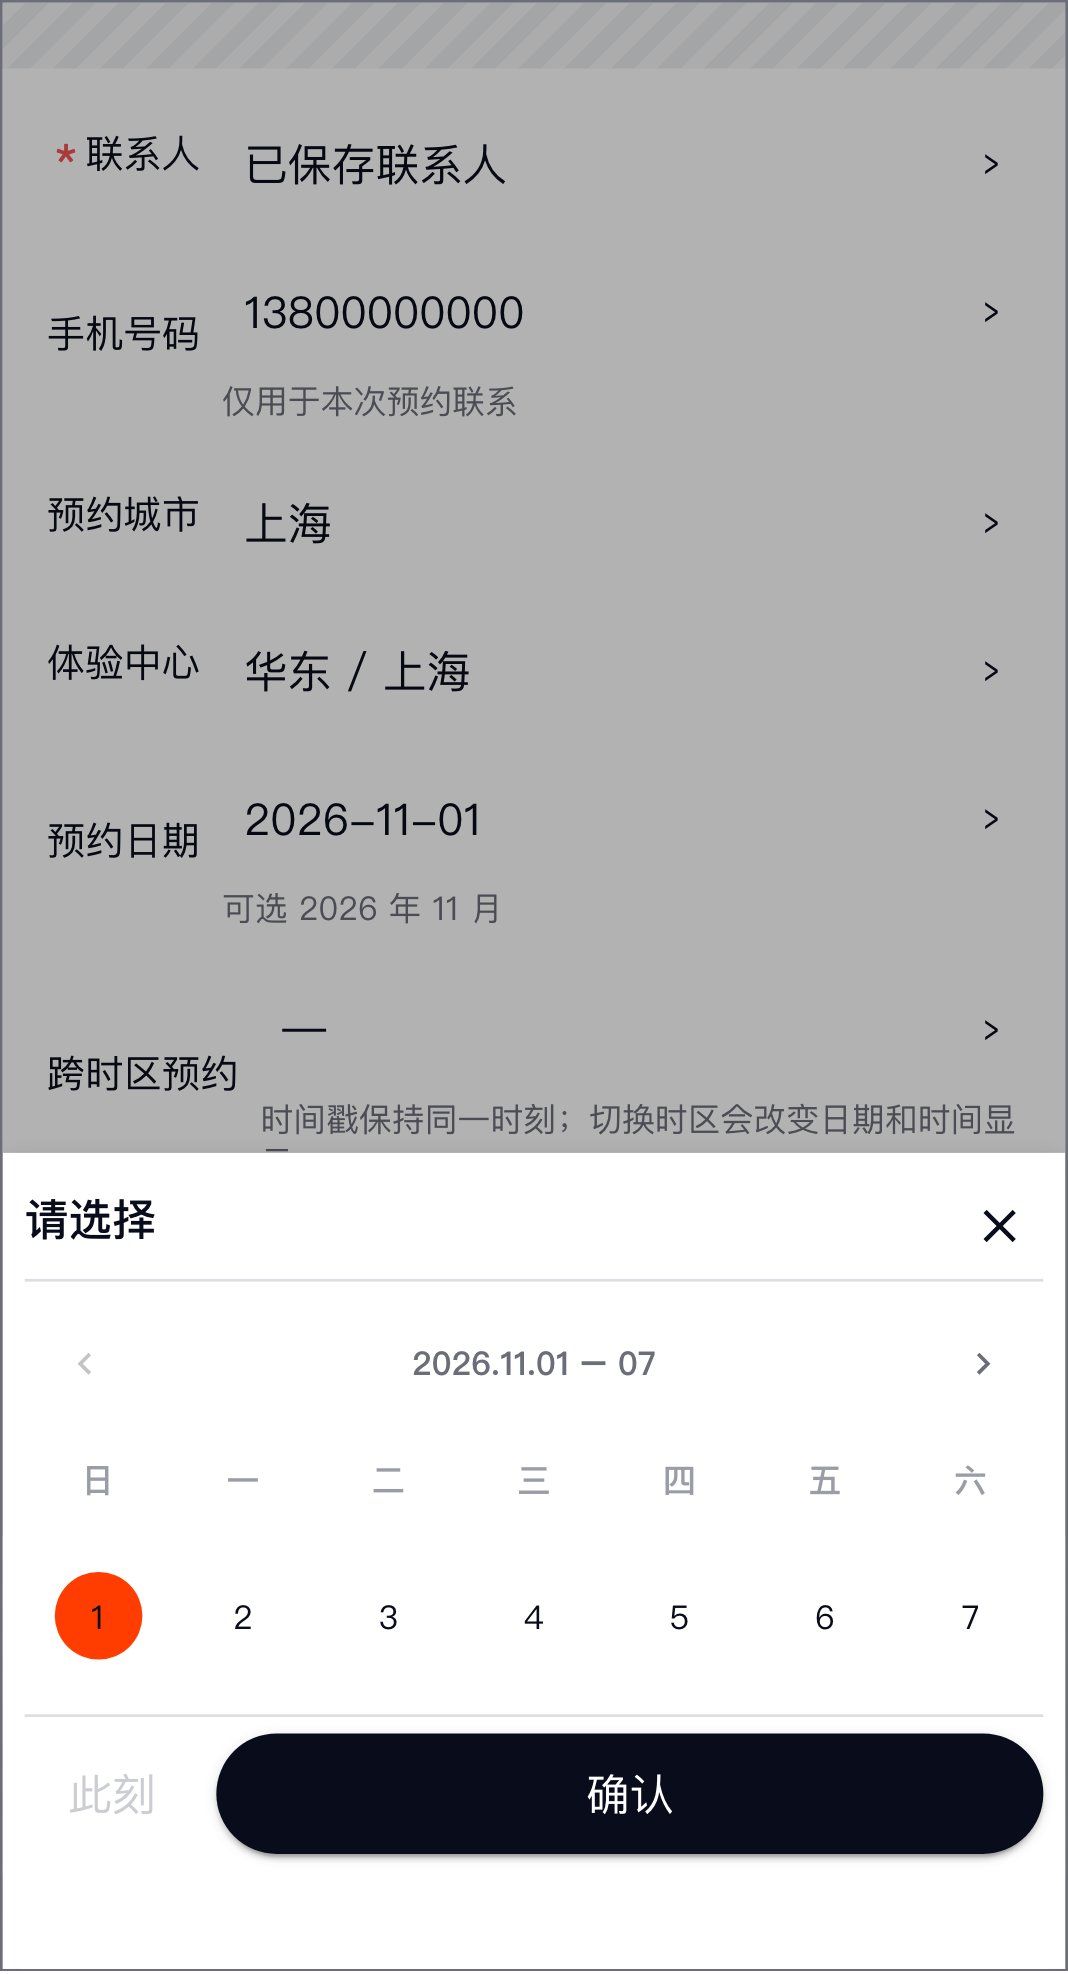 * 联系人 已保存联系人
手机号码 13800000000
仅用于本次预约联系
预约城市 上海
体验中心 华东 / 上海
预约日期 2026-11-01
可选 2026 年 11 月
跨时区预约 —
时间戳保持同一时刻；切换时区会改变日期和时间显
请选择
2026.11.01 — 07
日 一 二 三 四 五 六
1 2 3 4 5 6 7
此刻 确认